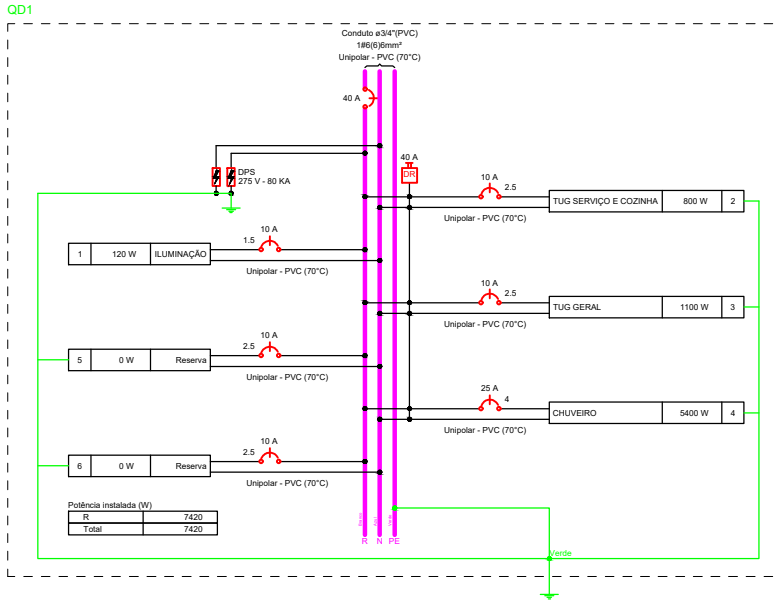 QD1
Conduto ø3/4"(PVC)
1#6(6)6mm²
Unipolar - PVC (70°C)
40 A
DPS
275 V - 80 KA
40 A
DR
10 A
2.5
TUG SERVIÇO E COZINHA 800 W 2
Unipolar - PVC (70°C)
10 A
1.5
1 120 W ILUMINAÇÃO
Unipolar - PVC (70°C)
10 A
2.5
TUG GERAL 1100 W 3
Unipolar - PVC (70°C)
10 A
2.5
5 0 W Reserva
Unipolar - PVC (70°C)
25 A
4
CHUVEIRO 5400 W 4
Unipolar - PVC (70°C)
10 A
2.5
6 0 W Reserva
Unipolar - PVC (70°C)
Potência instalada (W)
R 7420
Total 7420
R N PE
Verde